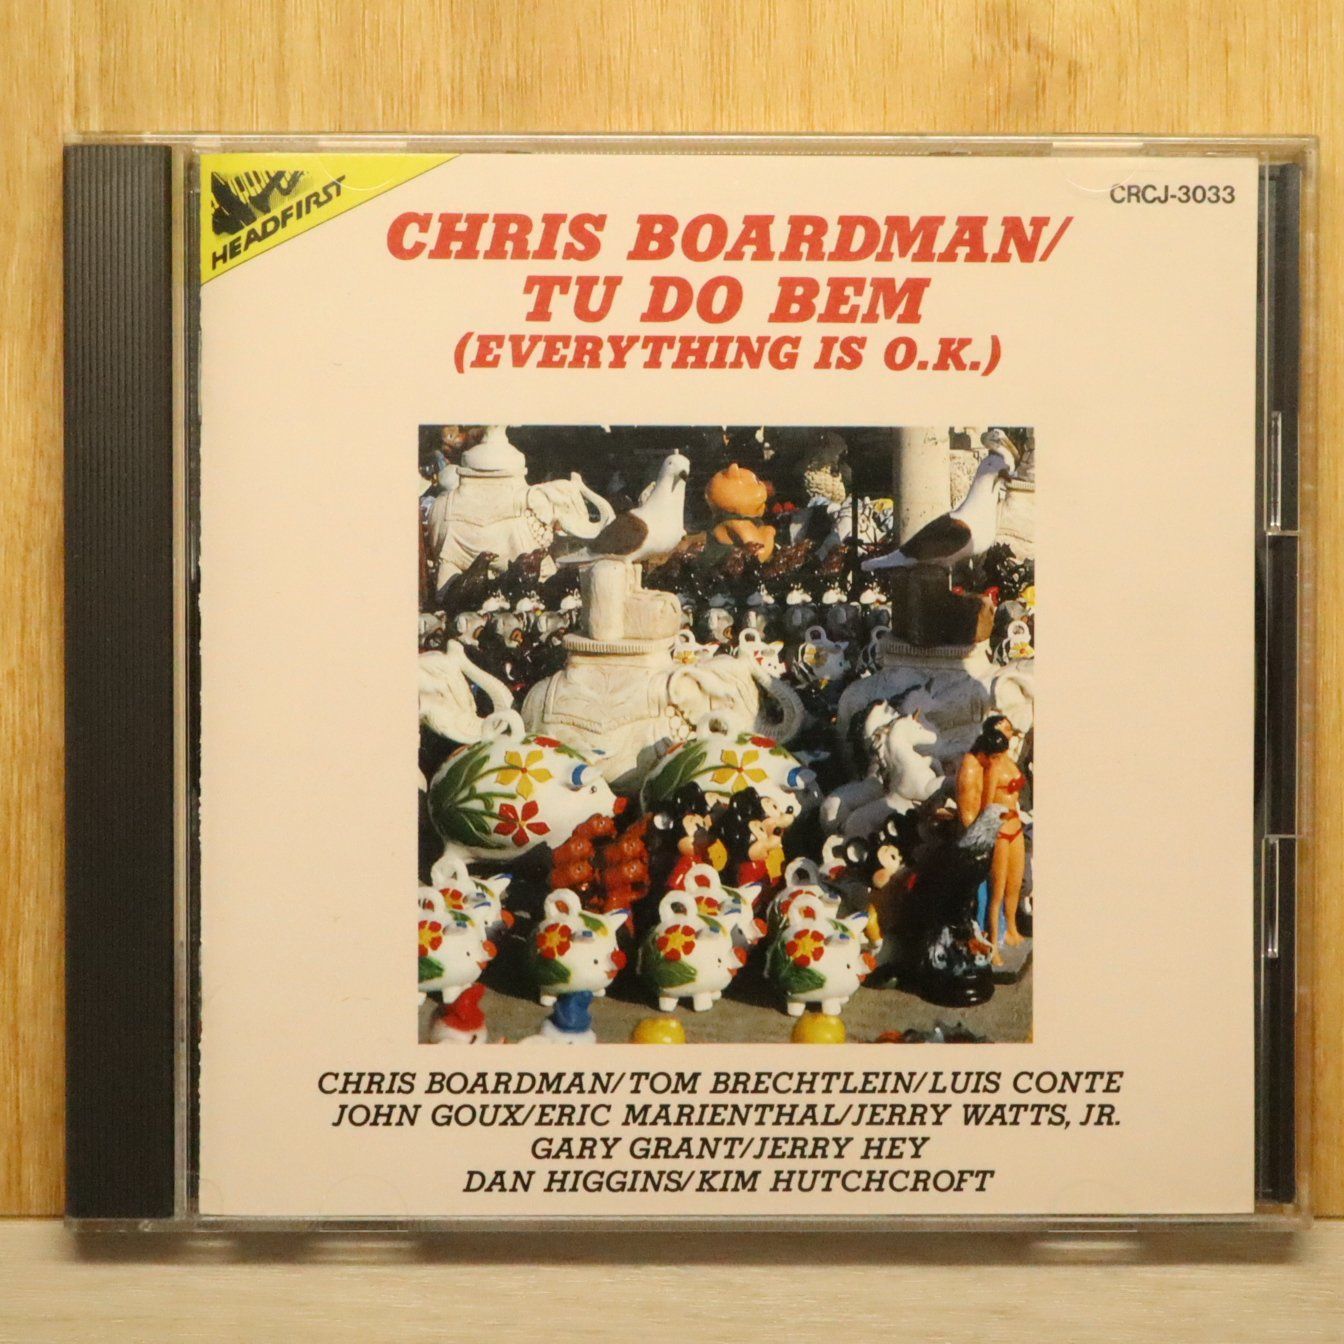 HEADFIRST
CRCJ-3033
CHRIS BOARDMAN/
TU DO BEM
(EVERYTHING IS O.K.)
CHRIS BOARDMAN/TOM BRECHTLEIN/LUIS CONTE
JOHN GOUX/ERIC MARIENTHAL/JERRY WATTS, JR.
GARY GRANT/JERRY HEY
DAN HIGGINS/KIM HUTCHCROFT